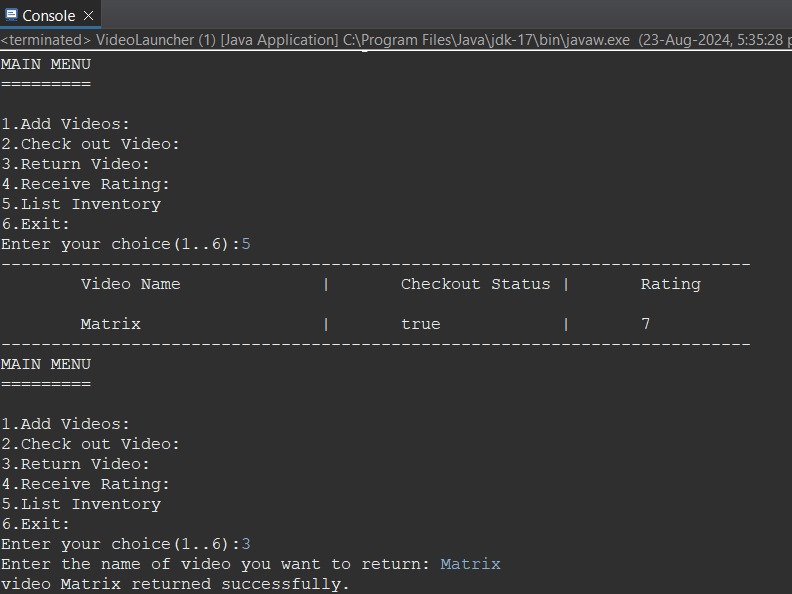 Console
<terminated> VideoLauncher (1) [Java Application] C:\Program Files\Java\jdk-17\bin\javaw.exe (23-Aug-2024, 5:35:28 p
MAIN MENU
=========
1.Add Videos:
2.Check out Video:
3.Return Video:
4.Receive Rating:
5.List Inventory
6.Exit:
Enter your choice(1..6):5
---------------------------------------------------------------------------
Video Name | Checkout Status | Rating
Matrix | true | 7
---------------------------------------------------------------------------
MAIN MENU
=========
1.Add Videos:
2.Check out Video:
3.Return Video:
4.Receive Rating:
5.List Inventory
6.Exit:
Enter your choice(1..6):3
Enter the name of video you want to return: Matrix
video Matrix returned successfully.